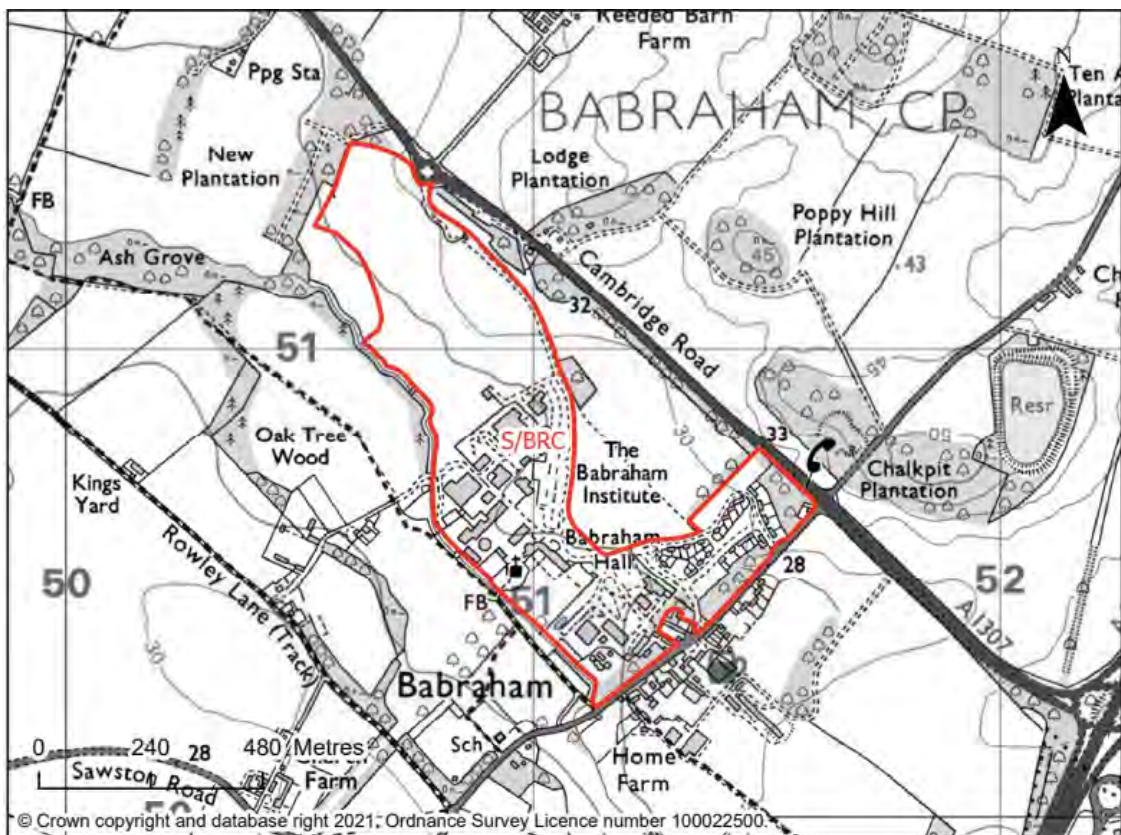 Reeded Barn
Farm
Ppg Sta
N
BABRAHAM CP
New
Plantation
Lodge
Plantation
Poppy Hill
Plantation
FB
45
43
Ash Grove
Cambridge Road
32
51
45
Resr
Oak Tree
Wood
S/BRC
30
33
50
Kings
Yard
The
Babraham
Institute
Chalkpit
Plantation
Babraham
Hall
28
50
52
Rowley Lane (Track)
FB
51
A1307
30
Babraham
0 240 480 Metres
28
Sch
Home
Farm
Sawston Road
Farm
© Crown copyright and database right 2021. Ordnance Survey Licence number 100022500.